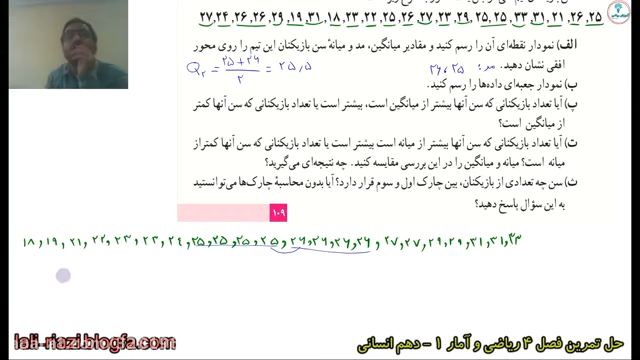 ۲۷,۲۴,۲۶,۲۶,۲۹,۱۹,۳۱,۱۸,۲۳,۲۲,۲۵,۲۶,۲۷,۲۳,۲۹,۲۵,۲۵,۳۳,۳۱,۲۱,۲۶,۲۵
الف) نمودار نقطه‌ای آن را رسم کنید و مقادیر میانگین، مد و میانهٔ سن بازیکنان این تیم را روی محور
افقی نشان دهید. مد: ۲۵ , ۲۶ Q₂ = (۲۵+۲۶)/۲ = ۲۵٫۵
ب) نمودار جعبه‌ای داده‌ها را رسم کنید.
پ) آیا تعداد بازیکنانی که سن آنها بیشتر از میانگین است، بیشتر است یا تعداد بازیکنانی که سن آنها کمتر
از میانگین است؟
ت) آیا تعداد بازیکنانی که سن آنها بیشتر از میانه است بیشتر است یا تعداد بازیکنانی که سن آنها کمتر از
میانه است؟ میانه و میانگین را در این بررسی مقایسه کنید. چه نتیجه‌ای می‌گیرید؟
ث) سن چه تعدادی از بازیکنان، بین چارک اول و سوم قرار دارد؟ آیا بدون محاسبهٔ چارک‌ها می‌توانستید
به این سؤال پاسخ دهید؟
۱۰۹
۱۸,۱۹,۲۱,۲۲,۲۳,۲۳,۲۴,۲۵,۲۵,۲۵,۲۵,۲۶,۲۶,۲۶,۲۶,۲۷,۲۷,۲۹,۲۹,۳۱,۳۱,۳۳
lali-riazi.blogfa.com
حل تمرین فصل ۴ ریاضی و آمار ۱ – دهم انسانی